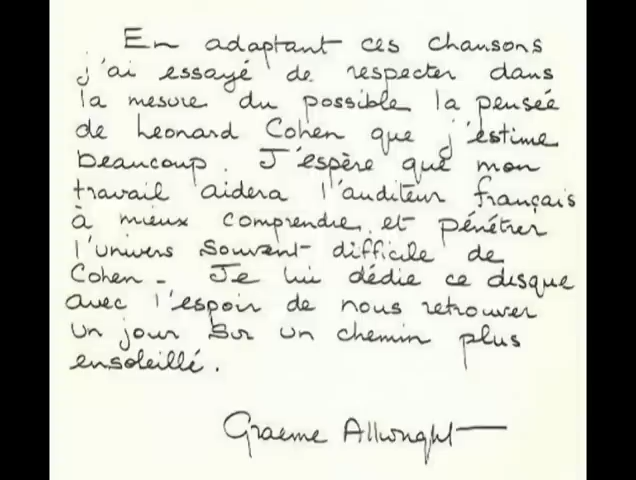 En adaptant ces chansons
j'ai essayé de respecter dans
la mesure du possible la pensée
de Leonard Cohen que j'estime
beaucoup. J'espère que mon
travail aidera l'auditeur français
à mieux comprendre et pénétrer
l'univers souvent difficile de
Cohen - Je lui dédie ce disque
avec l'espoir de nous retrouver
un jour sur un chemin plus
ensoleillé.
Graeme Allwright